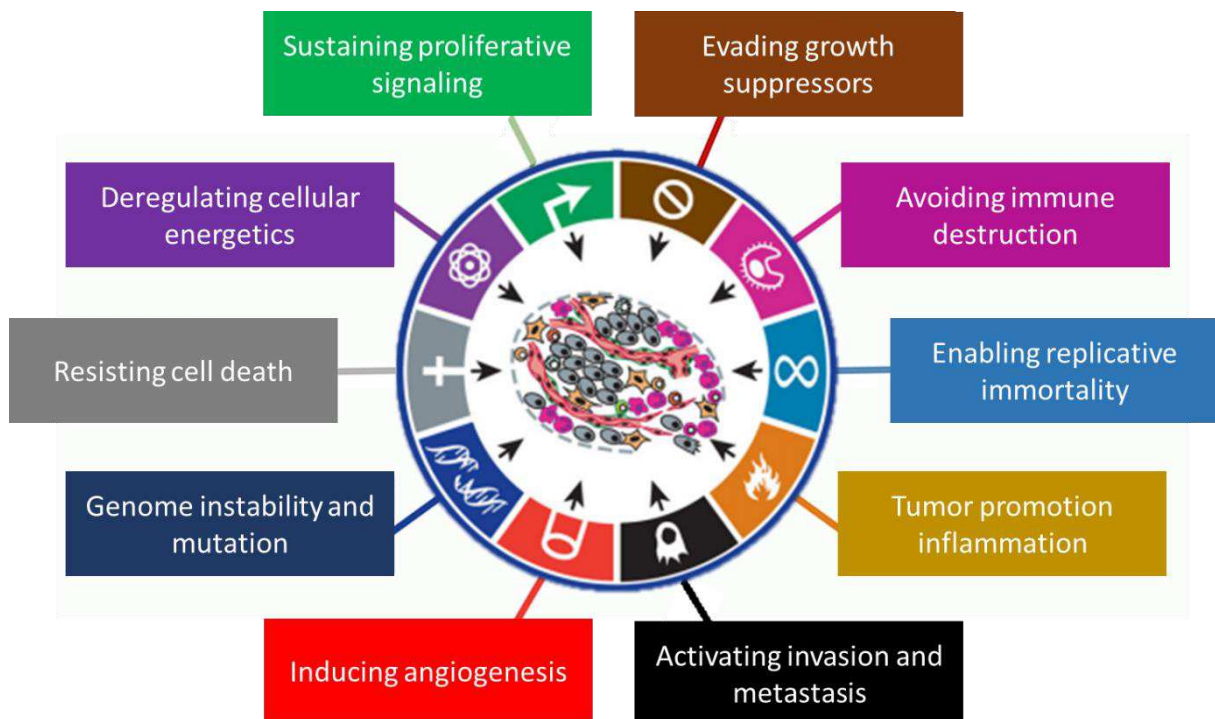 Sustaining proliferative
signaling
Evading growth
suppressors
Deregulating cellular
energetics
Avoiding immune
destruction
Resisting cell death
Enabling replicative
immortality
Genome instability and
mutation
Tumor promotion
inflammation
Inducing angiogenesis
Activating invasion and
metastasis